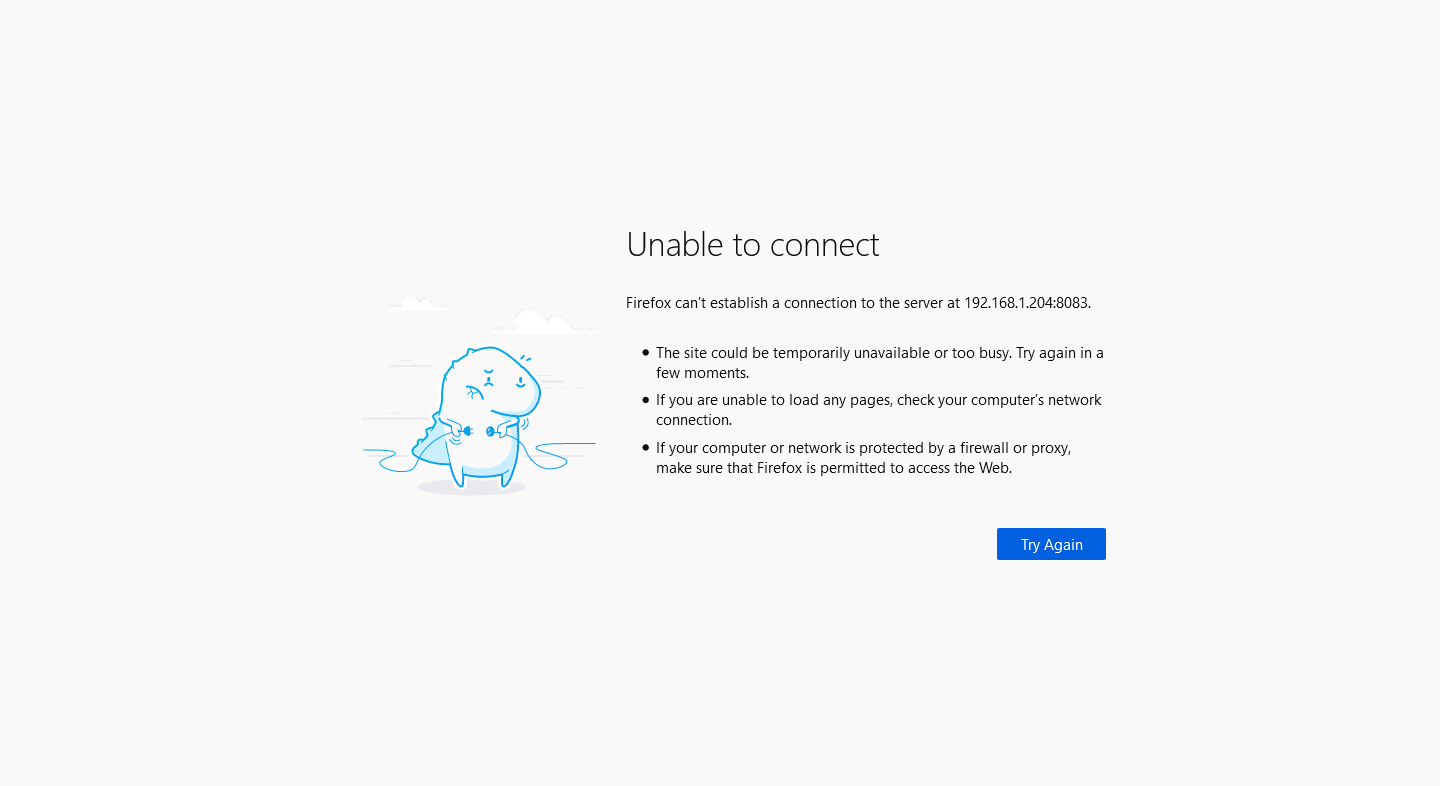 Unable to connect
Firefox can’t establish a connection to the server at 192.168.1.204:8083.
• The site could be temporarily unavailable or too busy. Try again in a
few moments.
• If you are unable to load any pages, check your computer’s network
connection.
• If your computer or network is protected by a firewall or proxy,
make sure that Firefox is permitted to access the Web.
Try Again